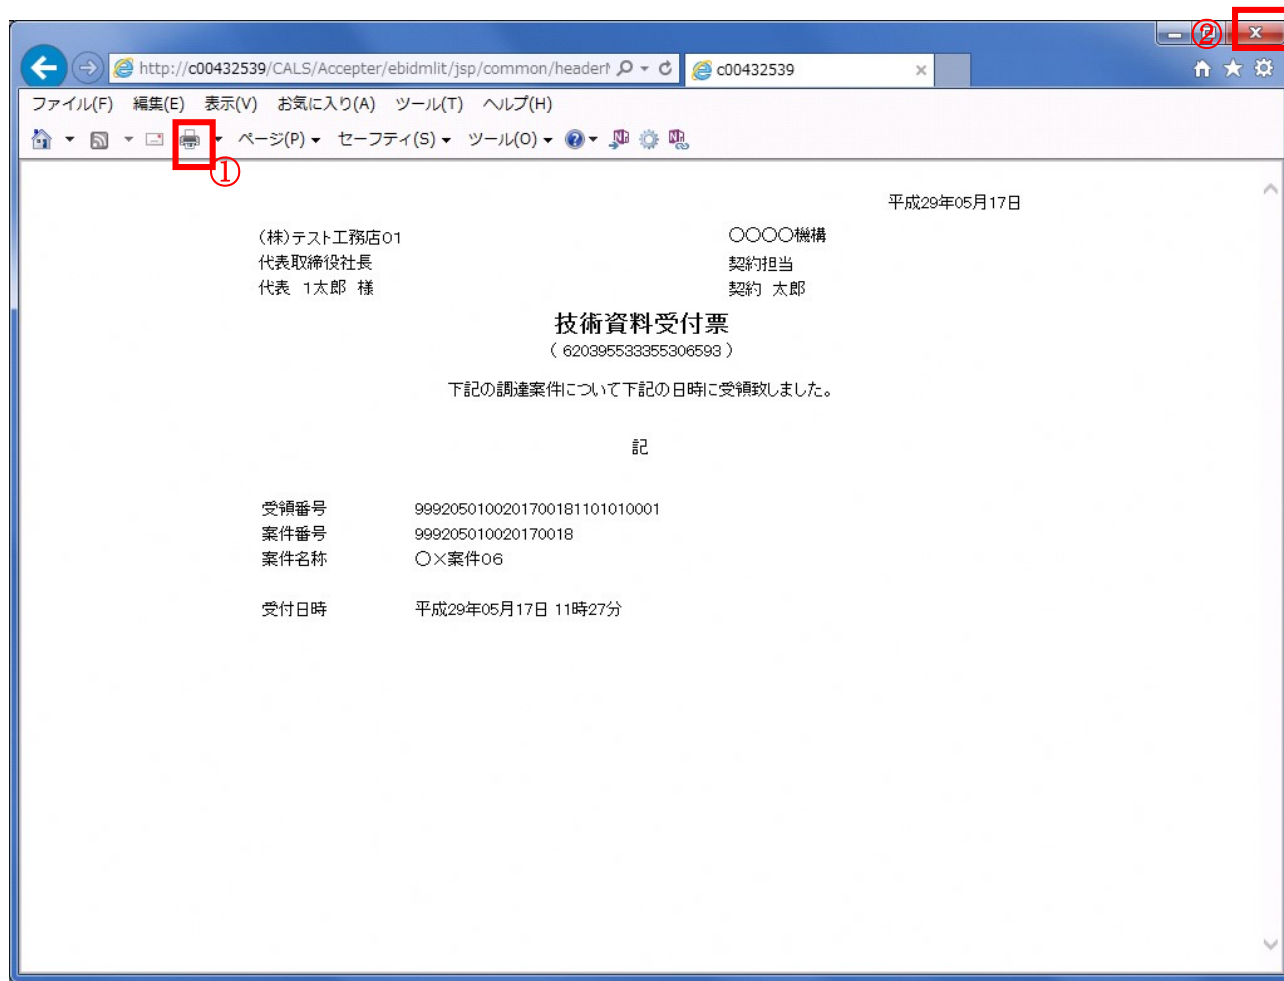 ②
http://c00432539/CALS/Accepter/ebidmlit/jsp/common/header
c00432539
ファイル(F) 編集(E) 表示(V) お気に入り(A) ツール(T) ヘルプ(H)
ページ(P) セーフティ(S) ツール(O)
①
平成29年05月17日
(株)テスト工務店01
〇〇〇〇機構
代表取締役社長
契約担当
代表 1太郎 様
契約 太郎
技術資料受付票
( 620395533355306593 )
下記の調達案件について下記の日時に受領致しました。
記
受領番号 9992050100201700181101010001
案件番号 999205010020170018
案件名称 〇×案件06
受付日時 平成29年05月17日 11時27分